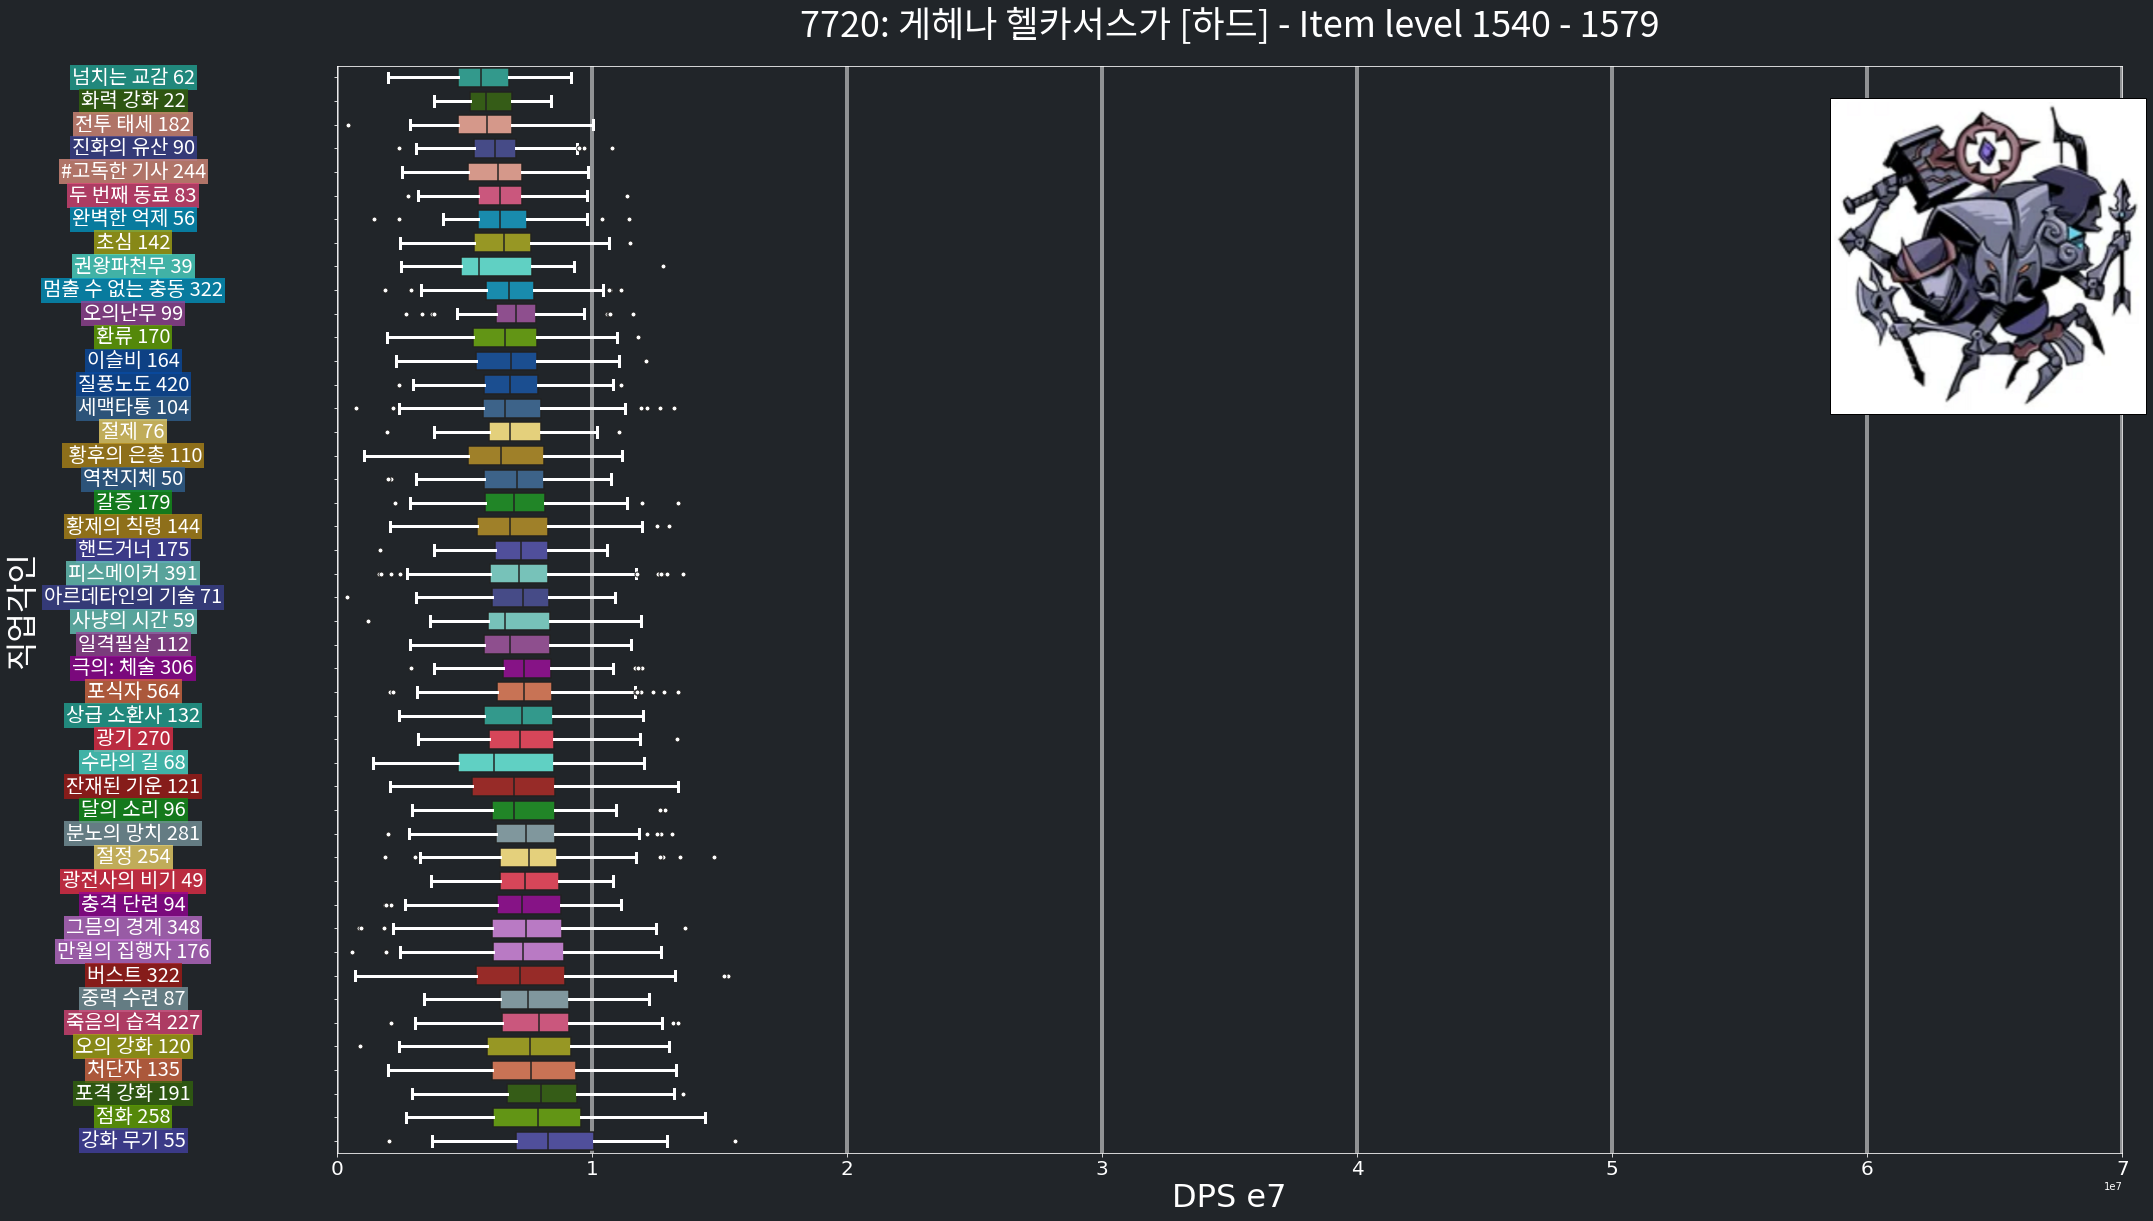 7720: 게헤나 헬카서스가 [하드] - Item level 1540 - 1579
넘치는 교감 62
화력 강화 22
전투 태세 182
진화의 유산 90
#고독한 기사 244
두 번째 동료 83
완벽한 억제 56
초심 142
권왕파천무 39
멈출 수 없는 충동 322
오의난무 99
환류 170
이슬비 164
질풍노도 420
세맥타통 104
절제 76
황후의 은총 110
역천지체 50
갈증 179
황제의 칙령 144
핸드거너 175
피스메이커 391
아르데타인의 기술 71
사냥의 시간 59
일격필살 112
극의: 체술 306
포식자 564
상급 소환사 132
광기 270
수라의 길 68
잔재된 기운 121
달의 소리 96
분노의 망치 281
절정 254
광전사의 비기 49
충격 단련 94
그믐의 경계 348
만월의 집행자 176
버스트 322
중력 수련 87
죽음의 습격 227
오의 강화 120
처단자 135
포격 강화 191
점화 258
강화 무기 55
직업각인
0 1 2 3 4 5 6 7
1e7
DPS e7